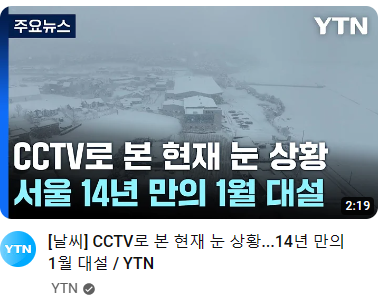 주요뉴스
YTN
CCTV로 본 현재 눈 상황
서울 14년 만의 1월 대설
2:19
YTN
[날씨] CCTV로 본 현재 눈 상황...14년 만의
1월 대설 / YTN
YTN